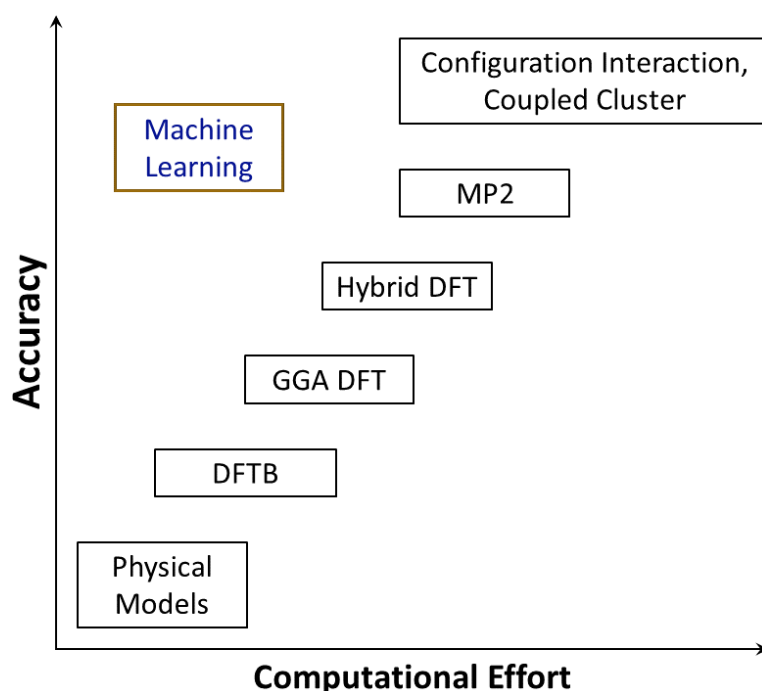 Configuration Interaction,
Coupled Cluster
Machine
Learning
MP2
Hybrid DFT
GGA DFT
DFTB
Physical
Models
Accuracy
Computational Effort